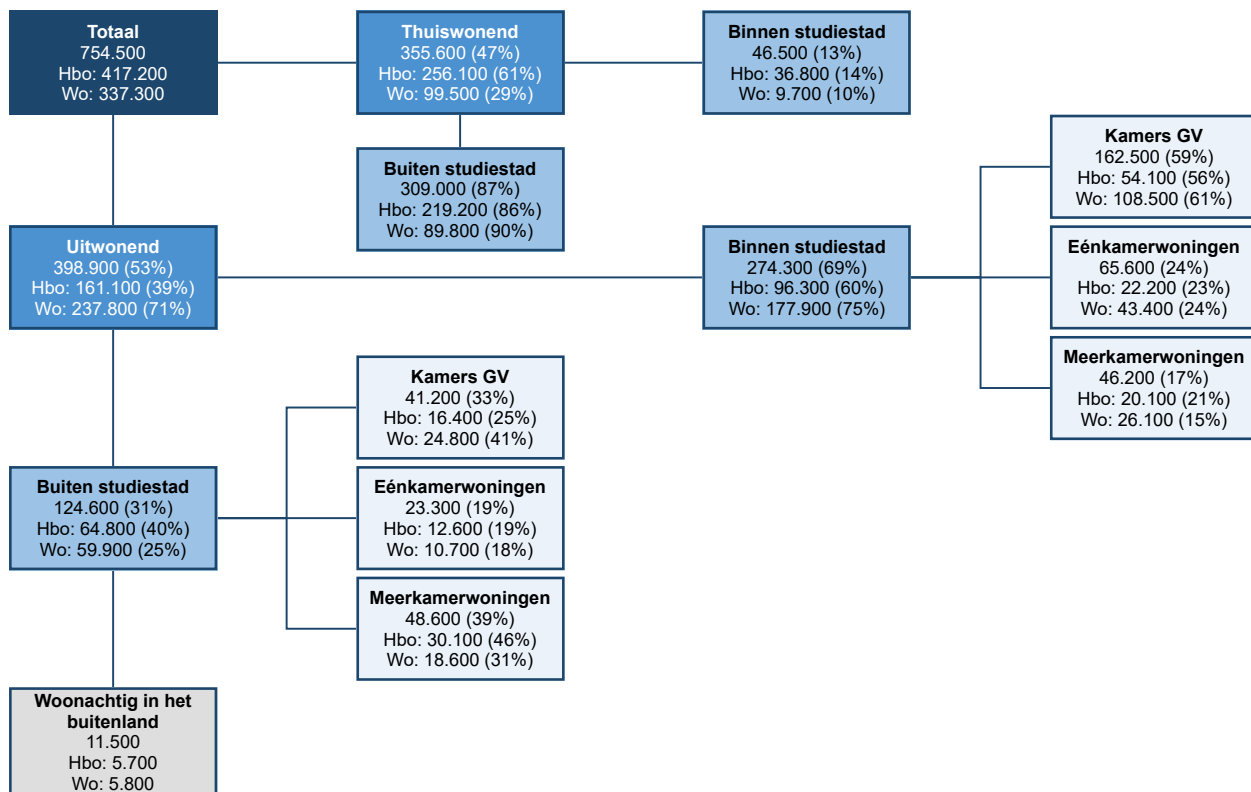 Totaal
754.500
Hbo: 417.200
Wo: 337.300
Thuiswonend
355.600 (47%)
Hbo: 256.100 (61%)
Wo: 99.500 (29%)
Binnen studiestad
46.500 (13%)
Hbo: 36.800 (14%)
Wo: 9.700 (10%)
Buiten studiestad
309.000 (87%)
Hbo: 219.200 (86%)
Wo: 89.800 (90%)
Uitwonend
398.900 (53%)
Hbo: 161.100 (39%)
Wo: 237.800 (71%)
Binnen studiestad
274.300 (69%)
Hbo: 96.300 (60%)
Wo: 177.900 (75%)
Kamers GV
162.500 (59%)
Hbo: 54.100 (56%)
Wo: 108.500 (61%)
Eénkamerwoningen
65.600 (24%)
Hbo: 22.200 (23%)
Wo: 43.400 (24%)
Meerkamerwoningen
46.200 (17%)
Hbo: 20.100 (21%)
Wo: 26.100 (15%)
Buiten studiestad
124.600 (31%)
Hbo: 64.800 (40%)
Wo: 59.900 (25%)
Kamers GV
41.200 (33%)
Hbo: 16.400 (25%)
Wo: 24.800 (41%)
Eénkamerwoningen
23.300 (19%)
Hbo: 12.600 (19%)
Wo: 10.700 (18%)
Meerkamerwoningen
48.600 (39%)
Hbo: 30.100 (46%)
Wo: 18.600 (31%)
Woonachtig in het
buitenland
11.500
Hbo: 5.700
Wo: 5.800